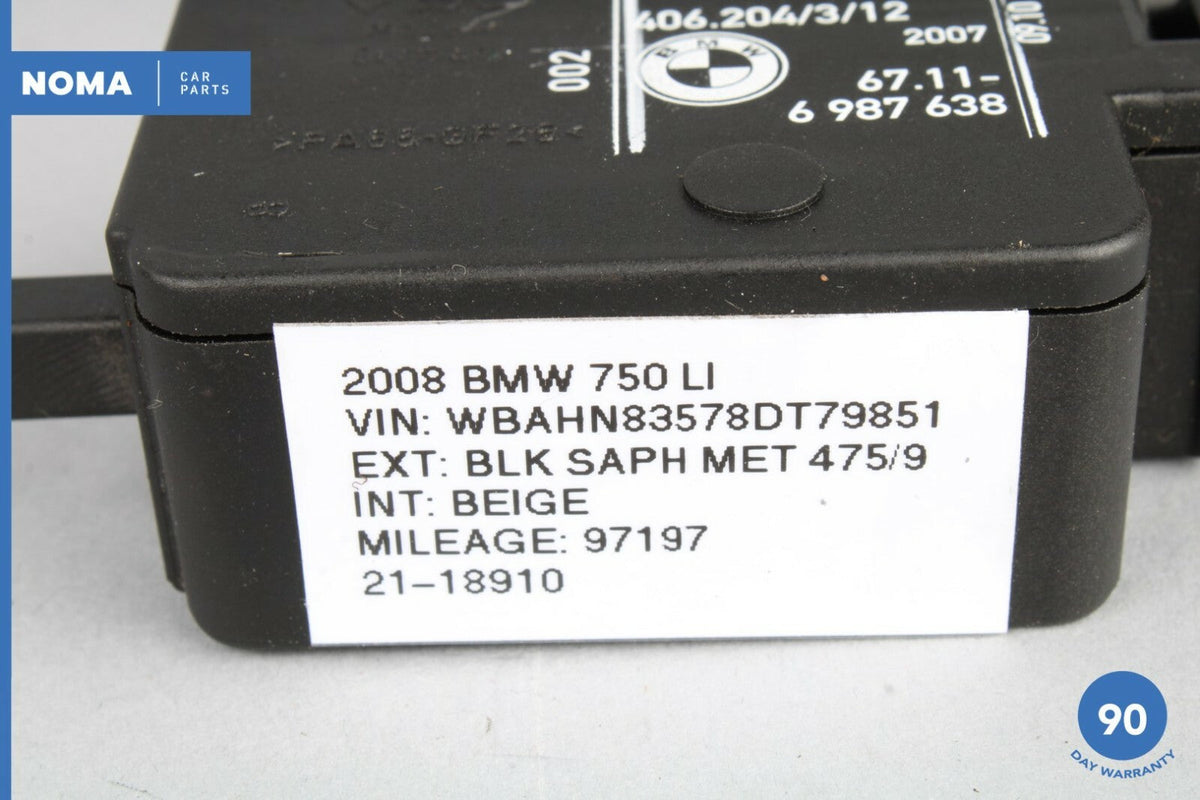 NOMA
CAR
PARTS
406.204/3/12
2007
002
BMW
67.11-
6 987 638
2008 BMW 750 LI
VIN: WBAHN83578DT79851
EXT: BLK SAPH MET 475/9
INT: BEIGE
MILEAGE: 97197
21-18910
90
DAY WARRANTY